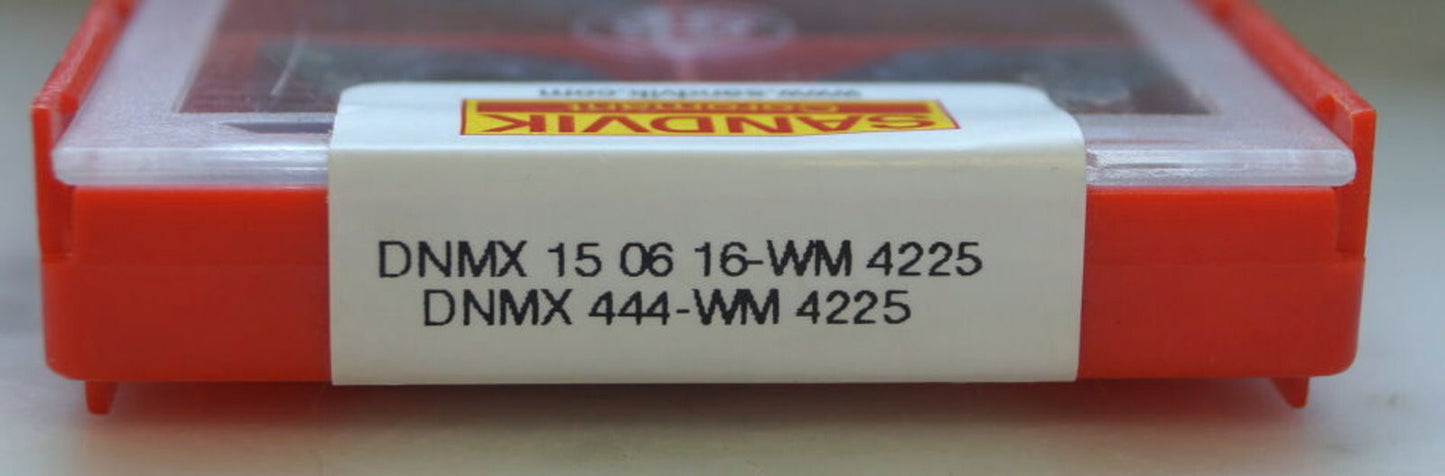 www.sandvik.com
Coromant
SANDVIK
DNMX 15 06 16-WM 4225
DNMX 444-WM 4225